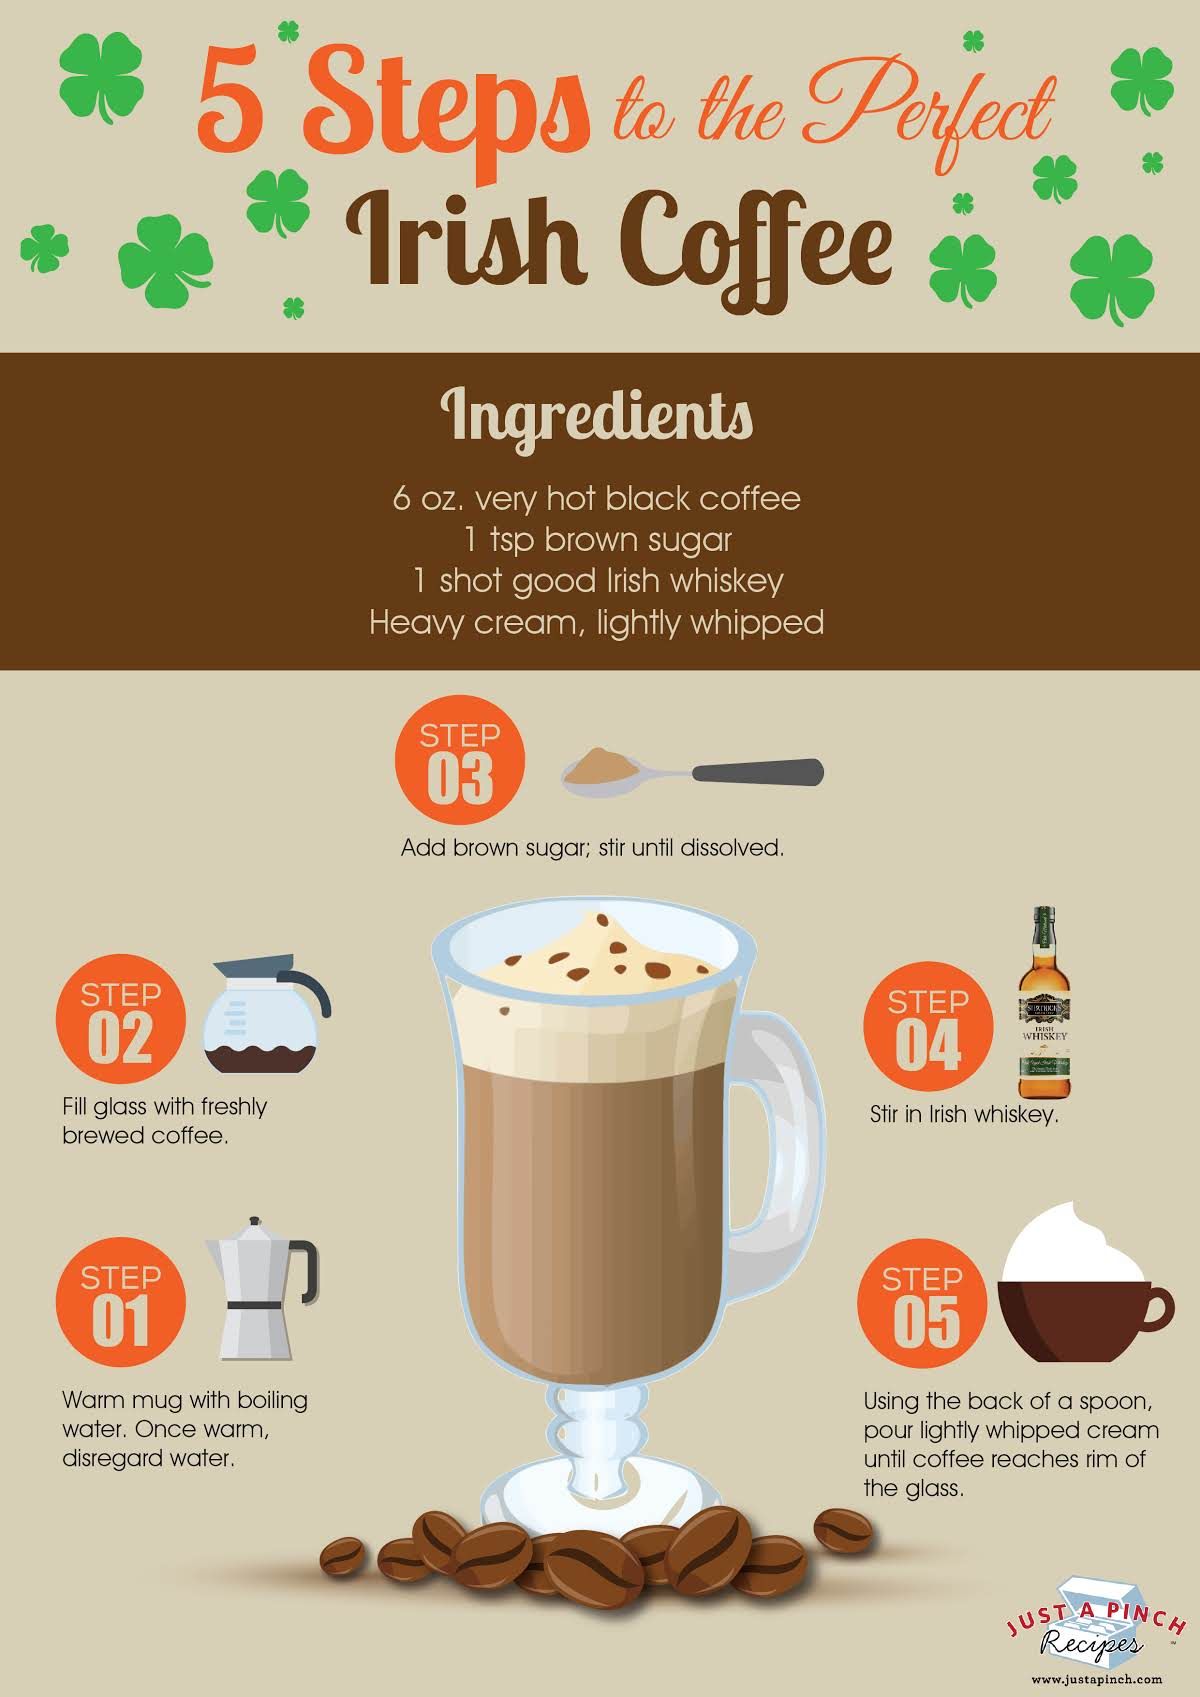 5 Steps to the Perfect
Irish Coffee
Ingredients
6 oz. very hot black coffee
1 tsp brown sugar
1 shot good Irish whiskey
Heavy cream, lightly whipped
STEP
03
Add brown sugar; stir until dissolved.
STEP
02
Fill glass with freshly
brewed coffee.
STEP
04
IRISH
WHISKEY
Stir in Irish whiskey.
STEP
01
Warm mug with boiling
water. Once warm,
disregard water.
STEP
05
Using the back of a spoon,
pour lightly whipped cream
until coffee reaches rim of
the glass.
JUST A PINCH
Recipes
™
www.justapinch.com